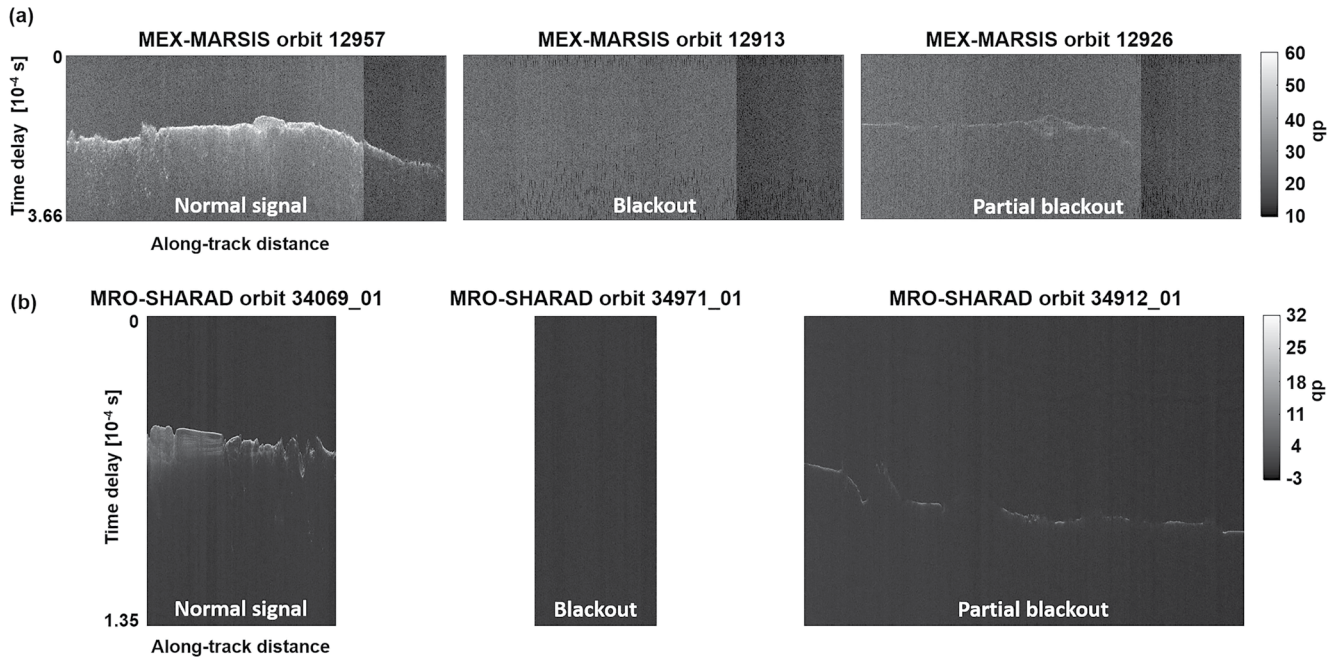 (a)
MEX-MARSIS orbit 12957
MEX-MARSIS orbit 12913
MEX-MARSIS orbit 12926
0
Time delay [10⁻⁴ s]
3.66
Normal signal
Blackout
Partial blackout
Along-track distance
60
50
40
30
20
10
db
(b)
MRO-SHARAD orbit 34069_01
MRO-SHARAD orbit 34971_01
MRO-SHARAD orbit 34912_01
0
Time delay [10⁻⁴ s]
1.35
Normal signal
Blackout
Partial blackout
Along-track distance
32
25
18
11
4
-3
db